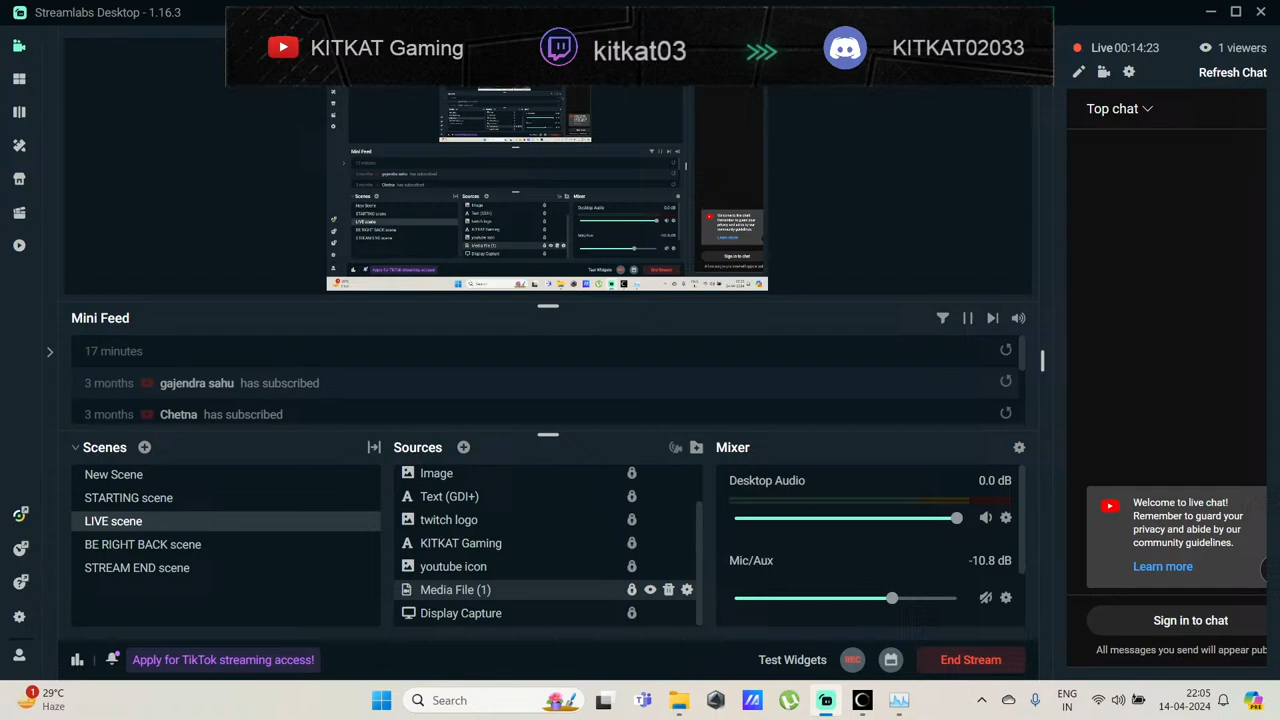 Streamlabs Desktop - 1.16.3
KITKAT Gaming
kitkat03
>>>
KITKAT02033
Live 00:14:23
1 viewers
Refresh Chat
Top chat
Mini Feed
17 minutes
3 months gajendra sahu has subscribed
3 months Chetna has subscribed
Scenes
New Scene
STARTING scene
LIVE scene
BE RIGHT BACK scene
STREAM END scene
Sources
Image
Text (GDI+)
twitch logo
KITKAT Gaming
youtube icon
Media File (1)
Display Capture
Mixer
Desktop Audio 0.0 dB
Mic/Aux -10.8 dB
Welcome to live chat!
Remember to guard your
privacy and abide by our
community guidelines.
Learn more
Sign in to chat
All messages you send will appear pub
Apply for TikTok streaming access!
Test Widgets
REC
End Stream
1
29°C
Haze
Search
ENG
IN
22:05
14-04-2024
PRE